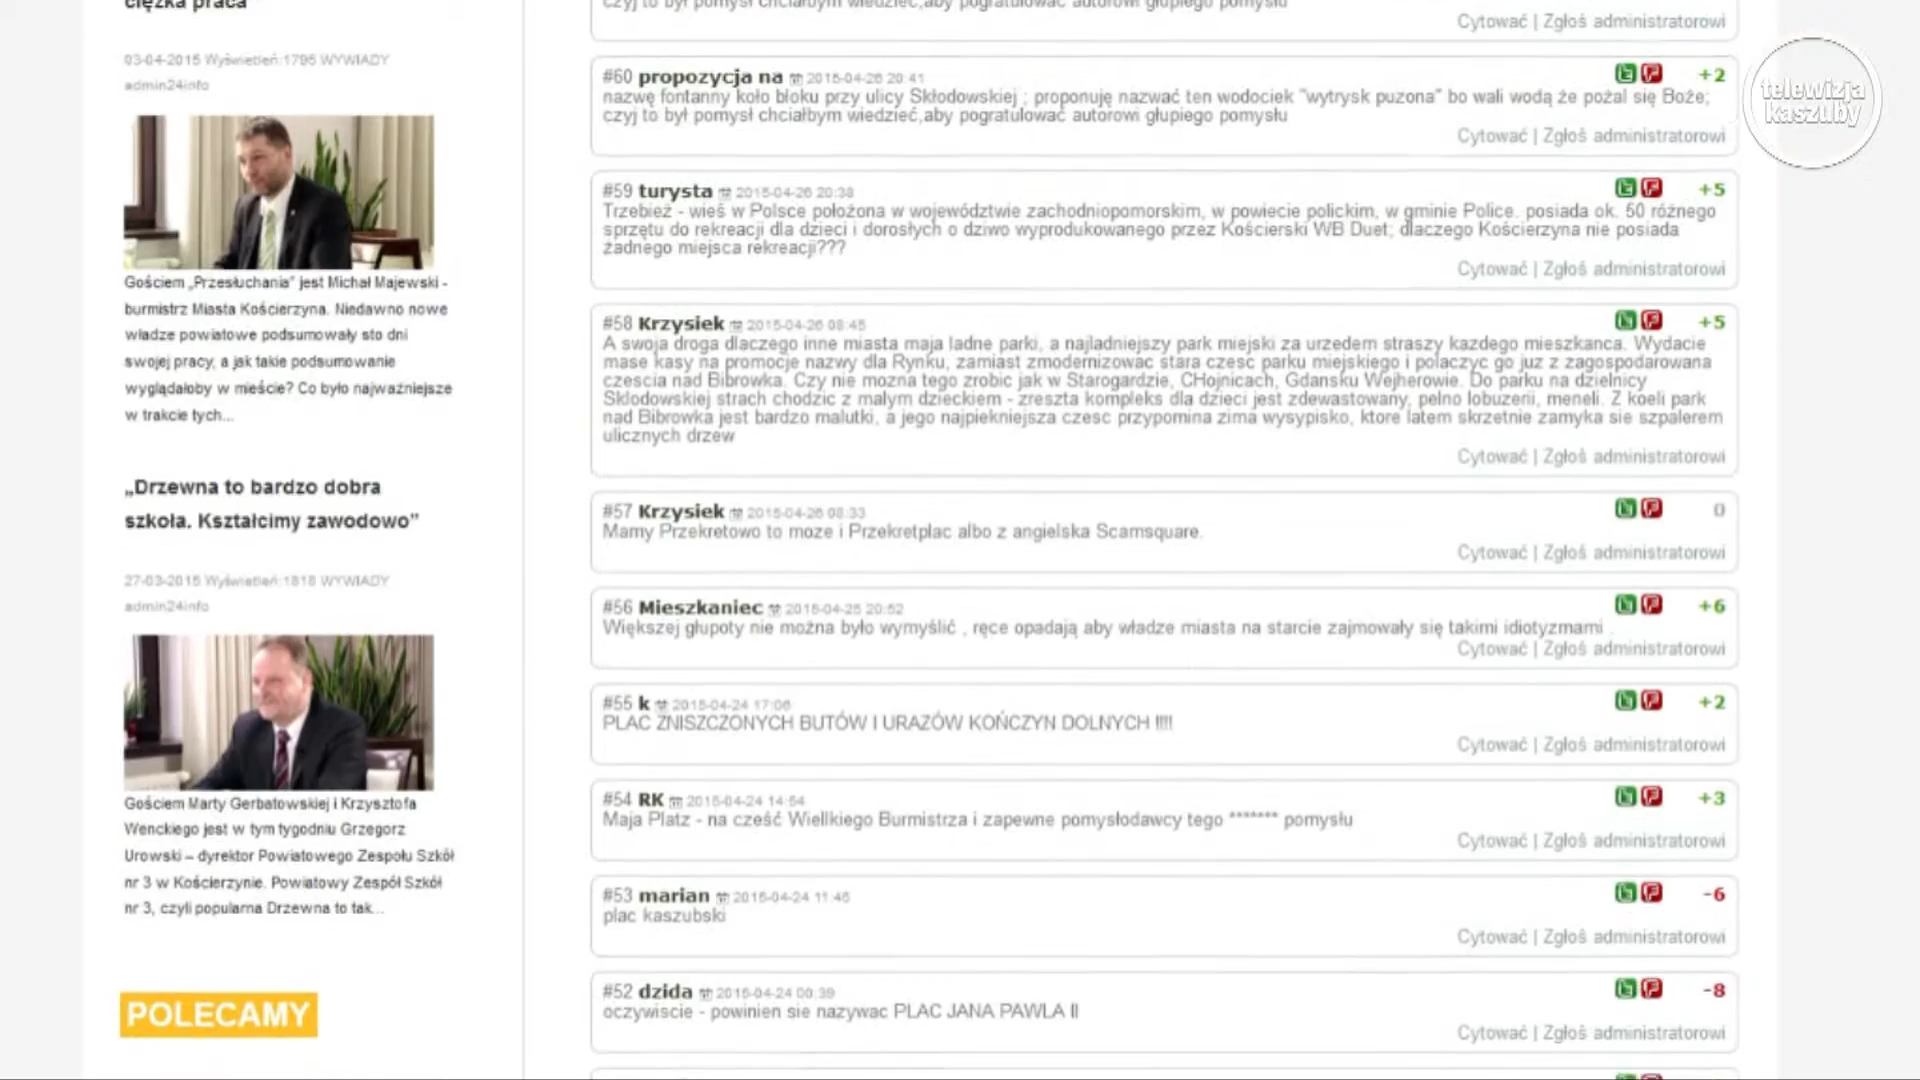 ciężka praca"
03-04-2015 Wyświetleń:1795 WYWIADY
admin24info
Gościem „Przesłuchania" jest Michał Majewski -
burmistrz Miasta Kościerzyna. Niedawno nowe
władze powiatowe podsumowały sto dni
swojej pracy, a jak takie podsumowanie
wyglądałoby w mieście? Co było najważniejsze
w trakcie tych...
„Drzewna to bardzo dobra
szkoła. Kształcimy zawodowo”
27-03-2015 Wyświetleń:1818 WYWIADY
admin24info
Gościem Marty Gerbatowskiej i Krzysztofa
Wenckiego jest w tym tygodniu Grzegorz
Urowski – dyrektor Powiatowego Zespołu Szkół
nr 3 w Kościerzynie. Powiatowy Zespół Szkół
nr 3, czyli popularna Drzewna to tak...
POLECAMY
czyj to był pomysł chciałbym wiedzieć,aby pogratulować autorowi głupiego pomysłu
Cytować | Zgłoś administratorowi
#60 propozycja na 2015-04-26 20:41 +2
nazwę fontanny koło bloku przy ulicy Skłodowskiej ; proponuję nazwać ten wodociek "wytrysk puzona" bo wali wodą że pożal się Boże;
czyj to był pomysł chciałbym wiedzieć,aby pogratulować autorowi głupiego pomysłu
Cytować | Zgłoś administratorowi
#59 turysta 2015-04-26 20:38 +5
Trzebież - wieś w Polsce położona w województwie zachodniopomorskim, w powiecie polickim, w gminie Police. posiada ok. 50 różnego
sprzętu do rekreacji dla dzieci i dorosłych o dziwo wyprodukowanego przez Kościerski WB Duet; dlaczego Kościerzyna nie posiada
żadnego miejsca rekreacji???
Cytować | Zgłoś administratorowi
#58 Krzysiek 2015-04-26 08:45 +5
A swoja droga dlaczego inne miasta maja ladne parki, a najladniejszy park miejski za urzedem straszy kazdego mieszkanca. Wydacie
mase kasy na promocje nazwy dla Rynku, zamiast zmodernizowac stara czesc parku miejskiego i polaczyc go juz z zagospodarowana
czescia nad Bibrowka. Czy nie mozna tego zrobic jak w Starogardzie, CHojnicach, Gdansku Wejherowie. Do parku na dzielnicy
Sklodowskiej strach chodzic z malym dzieckiem - zreszta kompleks dla dzieci jest zdewastowany, pelno lobuzerii, meneli. Z koeli park
nad Bibrowka jest bardzo malutki, a jego najpiekniejsza czesc przypomina zima wysypisko, ktore latem skrzetnie zamyka sie szpalerem
ulicznych drzew
Cytować | Zgłoś administratorowi
#57 Krzysiek 2015-04-26 08:33 0
Mamy Przekretowo to moze i Przekretplac albo z angielska Scamsquare.
Cytować | Zgłoś administratorowi
#56 Mieszkaniec 2015-04-25 20:52 +6
Większej głupoty nie można było wymyślić , ręce opadają aby władze miasta na starcie zajmowały się takimi idiotyzmami .
Cytować | Zgłoś administratorowi
#55 k 2015-04-24 17:06 +2
PLAC ZNISZCZONYCH BUTÓW I URAZÓW KOŃCZYN DOLNYCH !!!!
Cytować | Zgłoś administratorowi
#54 RK 2015-04-24 14:54 +3
Maja Platz - na cześć Wiellkiego Burmistrza i zapewne pomysłodawcy tego ******* pomysłu
Cytować | Zgłoś administratorowi
#53 marian 2015-04-24 11:45 -6
plac kaszubski
Cytować | Zgłoś administratorowi
#52 dzida 2015-04-24 00:39 -8
oczywiscie - powinien sie nazywac PLAC JANA PAWLA II
Cytować | Zgłoś administratorowi
telewizja
kaszuby